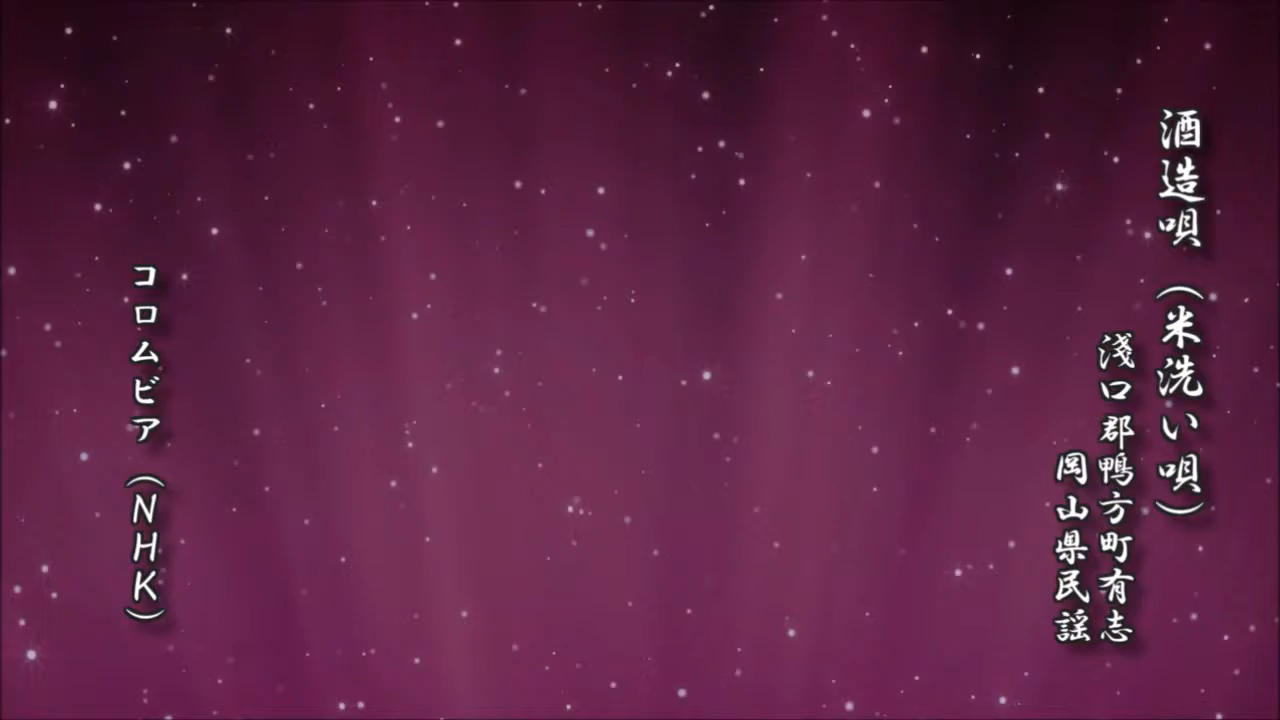 酒造唄（米洗い唄）
淺口郡鴨方町有志
岡山県民謡
コロムビア（ＮＨＫ）